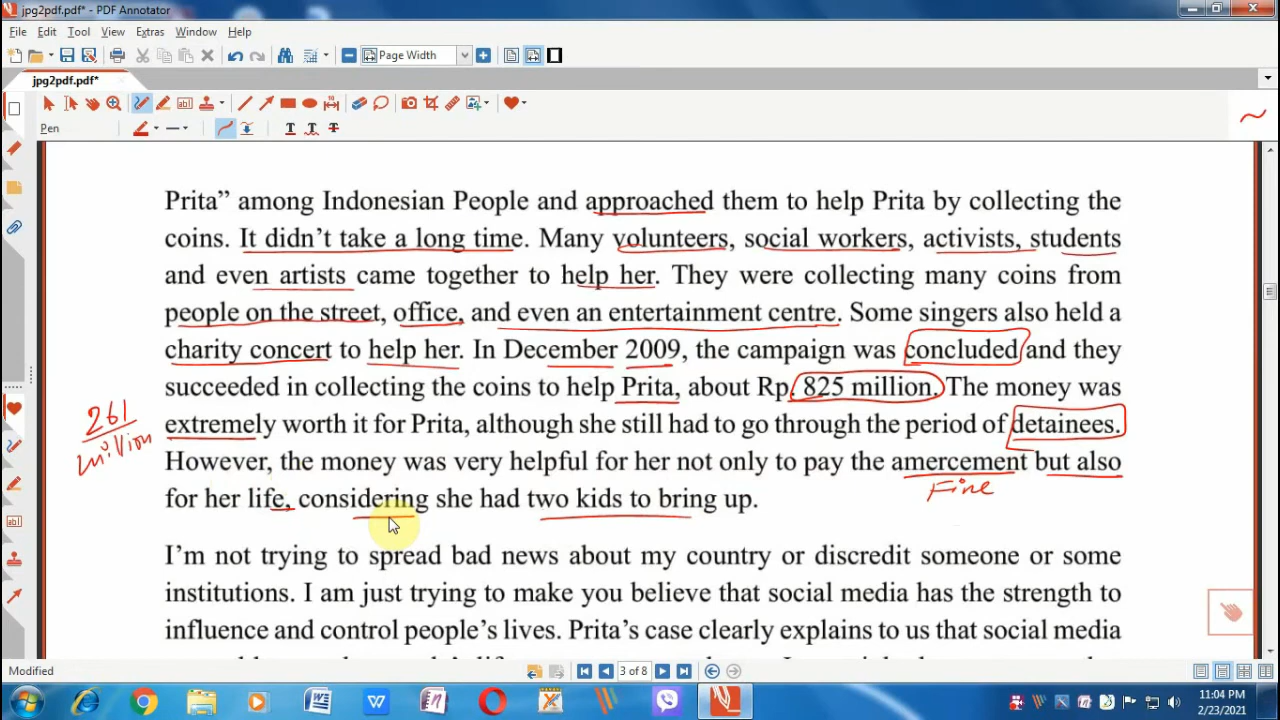 jpg2pdf.pdf* - PDF Annotator
File Edit Tool View Extras Window Help
Page Width
jpg2pdf.pdf*
Pen
Prita” among Indonesian People and approached them to help Prita by collecting the
coins. It didn’t take a long time. Many volunteers, social workers, activists, students
and even artists came together to help her. They were collecting many coins from
people on the street, office, and even an entertainment centre. Some singers also held a
charity concert to help her. In December 2009, the campaign was concluded and they
succeeded in collecting the coins to help Prita, about Rp. 825 million. The money was
extremely worth it for Prita, although she still had to go through the period of detainees.
261
million
However, the money was very helpful for her not only to pay the amercement but also
Fine
for her life, considering she had two kids to bring up.
I’m not trying to spread bad news about my country or discredit someone or some
institutions. I am just trying to make you believe that social media has the strength to
influence and control people’s lives. Prita’s case clearly explains to us that social media
Modified
3 of 8
11:04 PM
2/23/2021